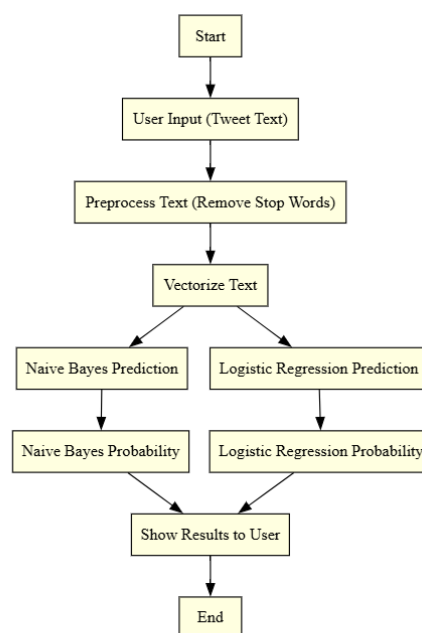 Start
User Input (Tweet Text)
Preprocess Text (Remove Stop Words)
Vectorize Text
Naive Bayes Prediction
Logistic Regression Prediction
Naive Bayes Probability
Logistic Regression Probability
Show Results to User
End